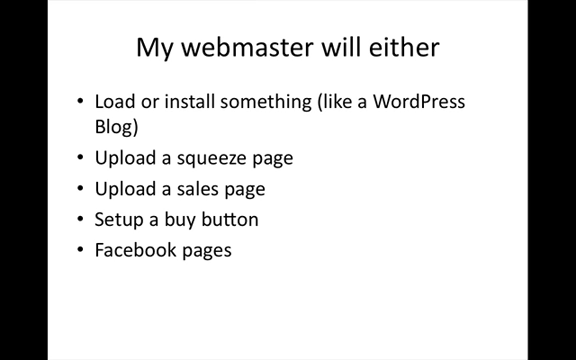 My webmaster will either
• Load or install something (like a WordPress
Blog)
• Upload a squeeze page
• Upload a sales page
• Setup a buy button
• Facebook pages